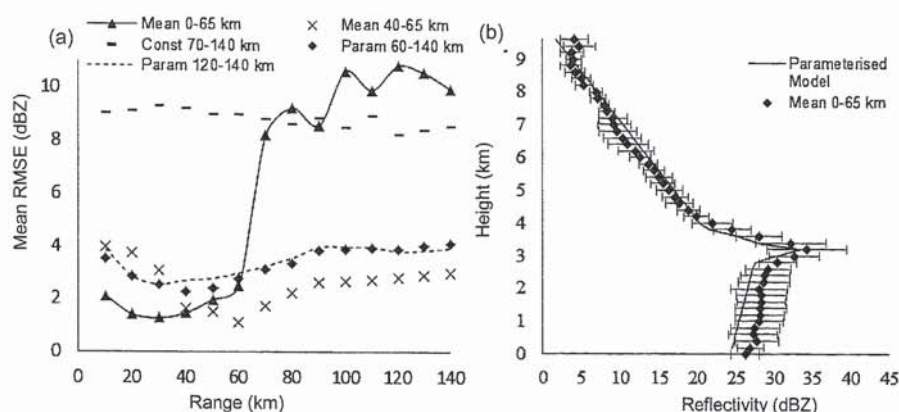 (a)
Mean 0-65 km
Mean 40-65 km
Const 70-140 km
Param 60-140 km
Param 120-140 km
Mean RMSE (dBZ)
10
8
6
4
2
0
0 20 40 60 80 100 120 140
Range (km)
(b)
Parameterised
Model
Mean 0-65 km
Height (km)
9
8
7
6
5
4
3
2
1
0
0 5 10 15 20 25 30 35 40 45
Reflectivity (dBZ)